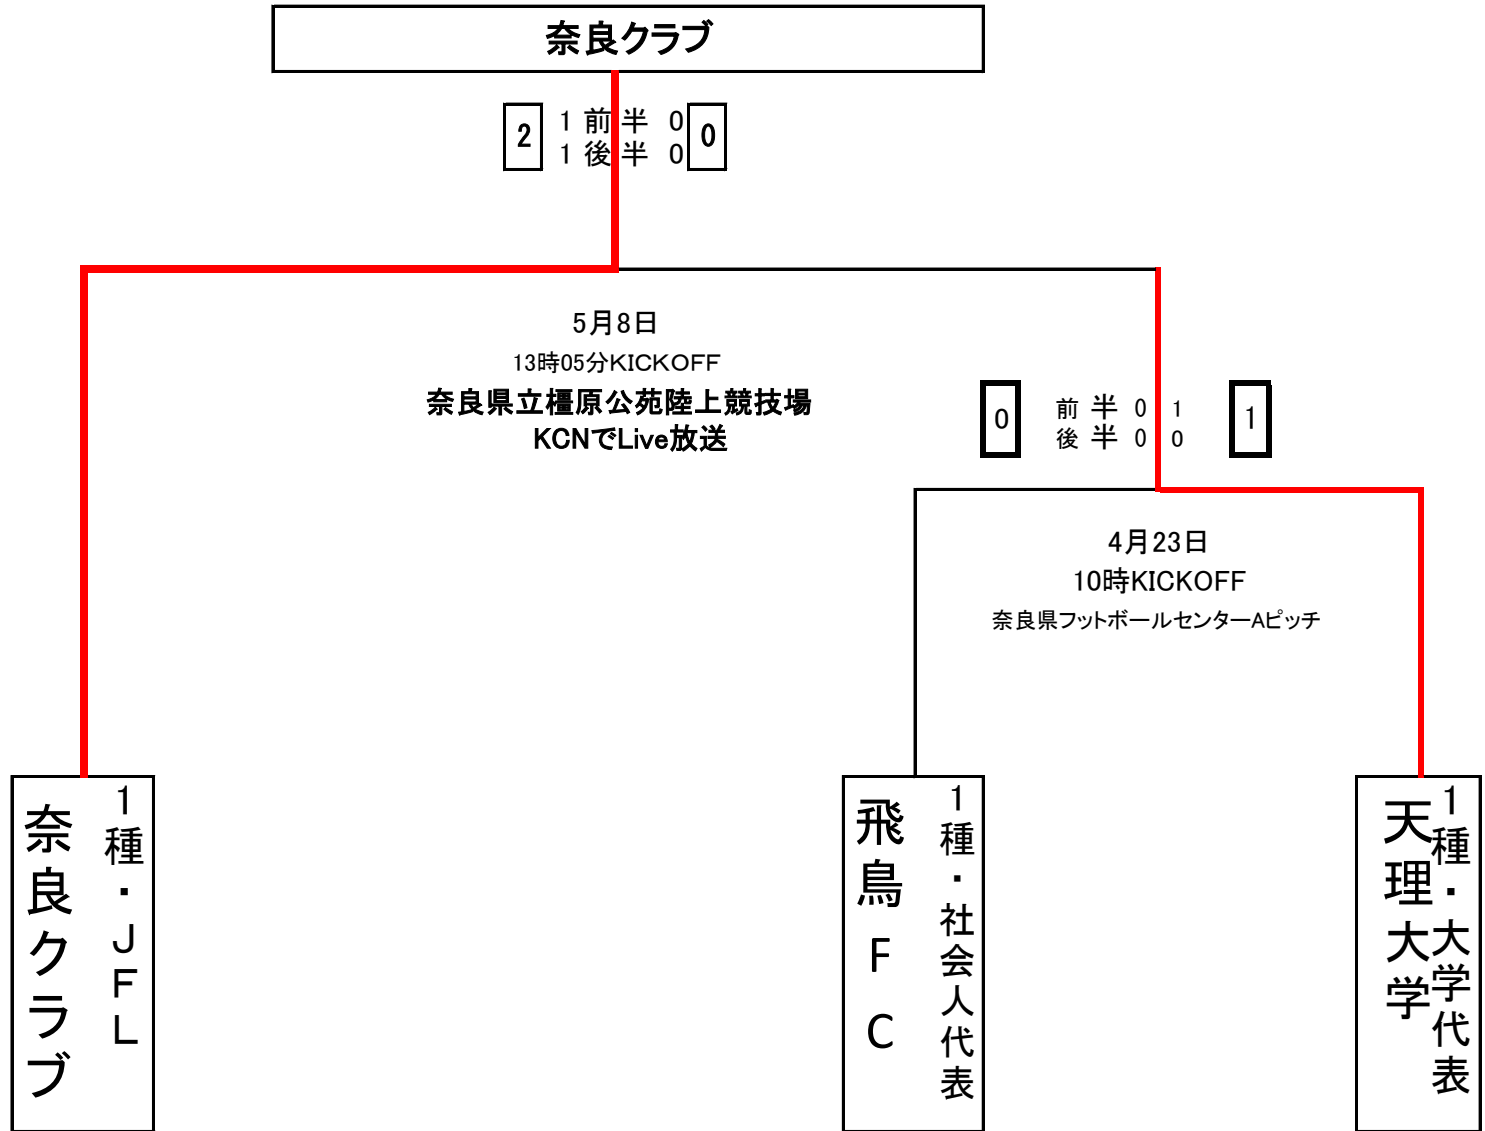 奈良クラブ
2 1 前半 0 0
1 後半 0
5月8日
13時05分KICKOFF
奈良県立橿原公苑陸上競技場
KCNでLive放送
0 前半 0 1 1
後半 0 0
4月23日
10時KICKOFF
奈良県フットボールセンターAピッチ
1種・JFL
奈良クラブ
1種・社会人代表
飛鳥FC
1種・大学代表
天理大学